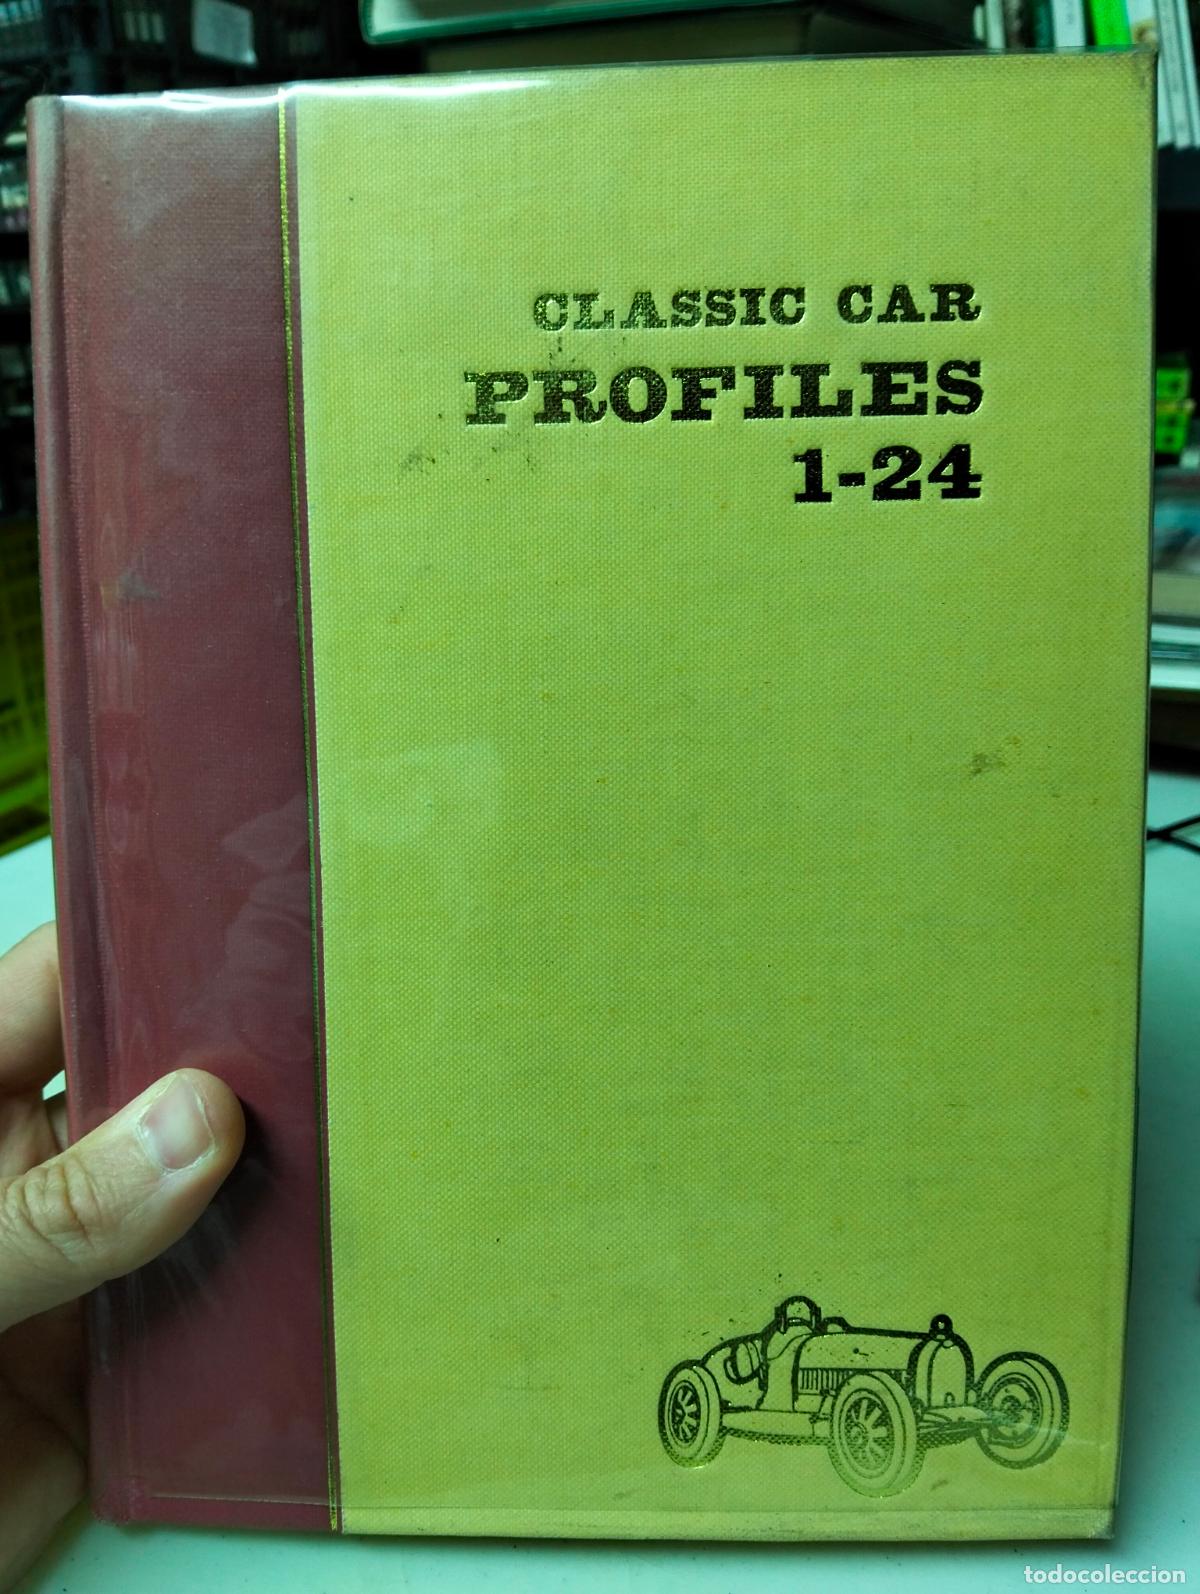 CLASSIC CAR
PROFILES
1-24
todocoleccion